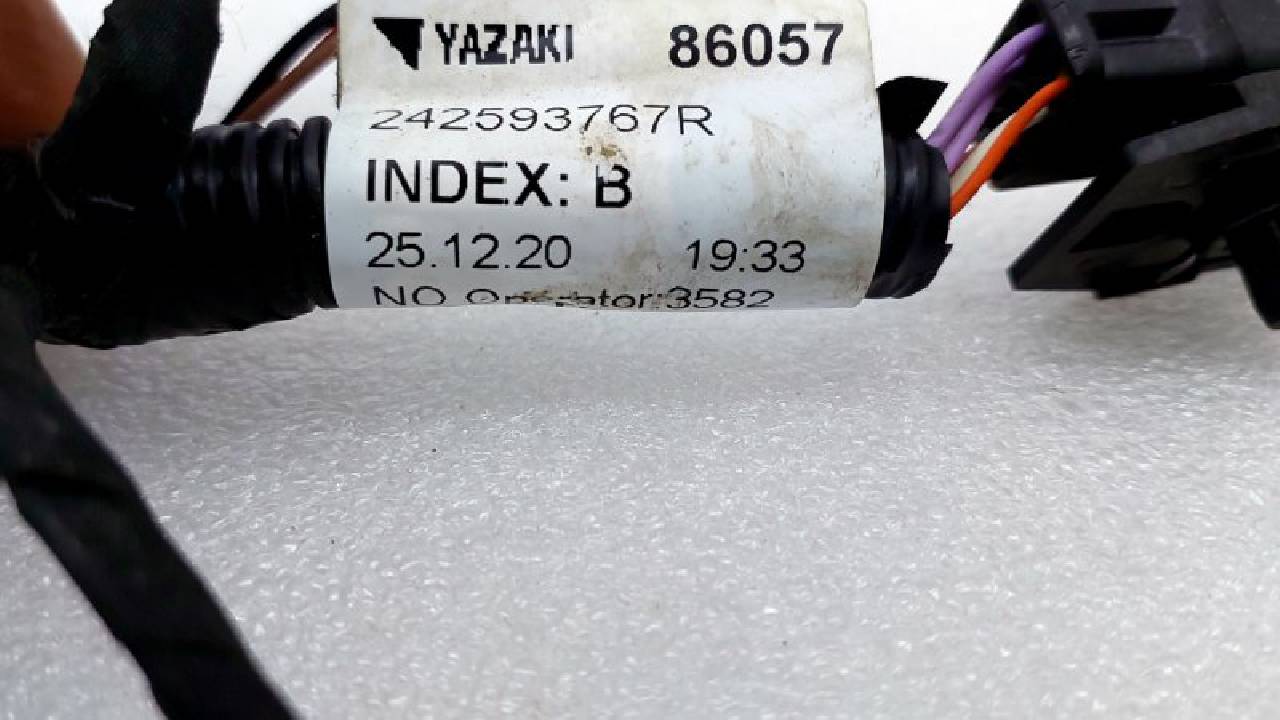 YAZAKI 86057
242593767R
INDEX: B
25.12.20 19:33
NO Operator:3582